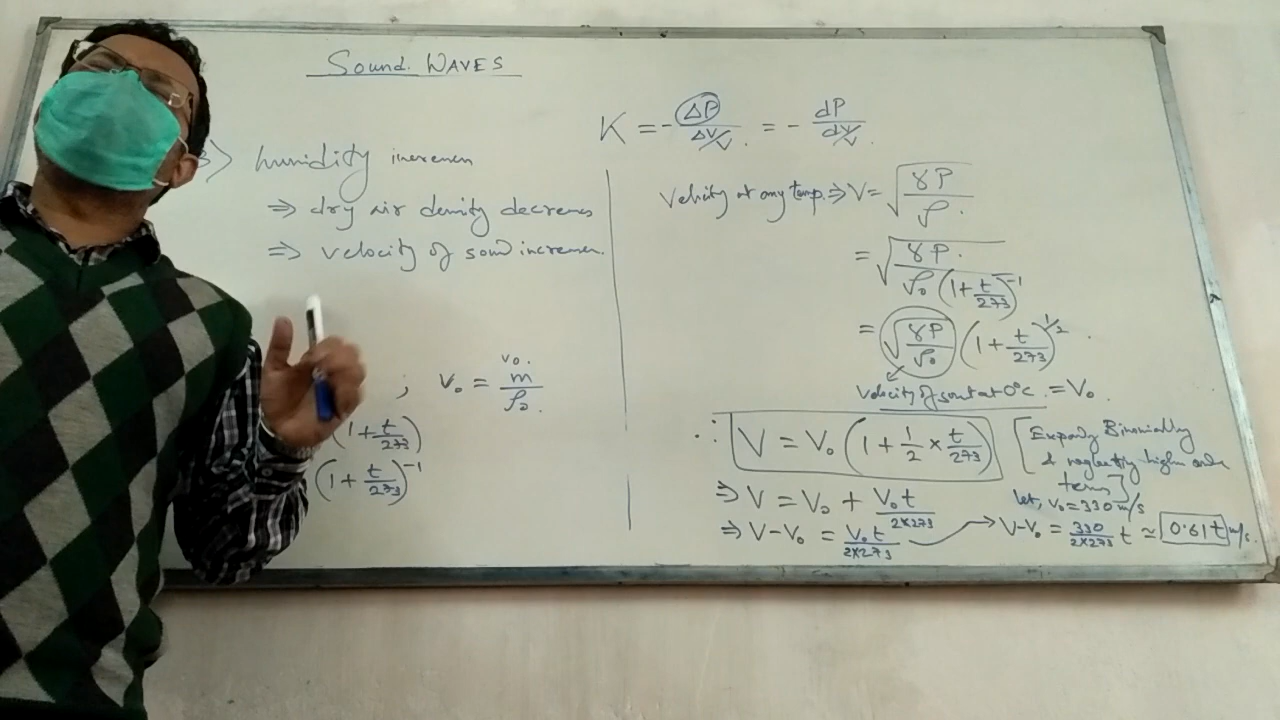 Sound. WAVES
K = - ΔP / (ΔV/V) = - dP / (dV/V)
3> humidity increases
⇒ dry air density decreases
⇒ velocity of sound increases.
; v₀ = m/ρ₀.
v₀.
(1 + t/273)
(1 + t/273)⁻¹
Velocity at any temp. ⇒ V = √(γP/ρ.)
= √(γP. / ρ₀(1 + t/273)⁻¹)
= √(γP/ρ₀) (1 + t/273)^1/2
Velocity of sound at 0°C. = V₀.
∴ V = V₀ (1 + 1/2 × t/273) [Expandg Binomially
& neglecting higher order
terms]
let, V₀ = 330 m/s
⇒ V = V₀ + V₀t / 2×273
⇒ V - V₀ = V₀t / 2×273 → V - V₀ = 330 / 2×273 t ≃ 0.61 t m/s.